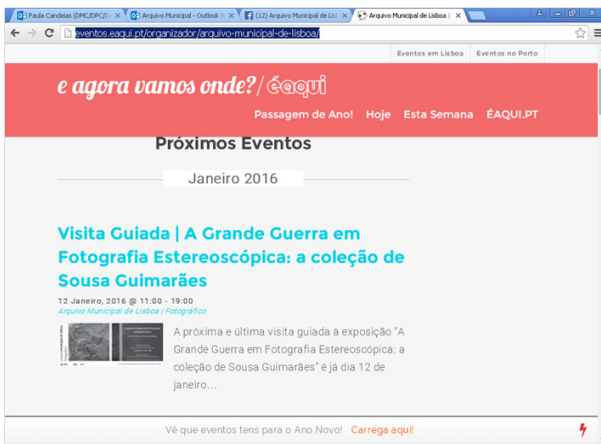 Paula Candeias (DMC/DPC/D
Arquivo Municipal - Outlook
(12) Arquivo Municipal de Lis
Arquivo Municipal de Lisboa |
eventos.eaqui.pt/organizador/arquivo-municipal-de-lisboa/
Eventos em Lisboa Eventos no Porto
e agora vamos onde?/éaqui
Passagem de Ano! Hoje Esta Semana ÉAQUI.PT
Próximos Eventos
Janeiro 2016
Visita Guiada | A Grande Guerra em
Fotografia Estereoscópica: a coleção de
Sousa Guimarães
12 Janeiro, 2016 @ 11:00 - 19:00
Arquivo Municipal de Lisboa | Fotográfico
A próxima e última visita guiada à exposição "A
Grande Guerra em Fotografia Estereoscópica: a
coleção de Sousa Guimarães" é já dia 12 de
janeiro...
Vê que eventos tens para o Ano Novo! Carrega aqui!